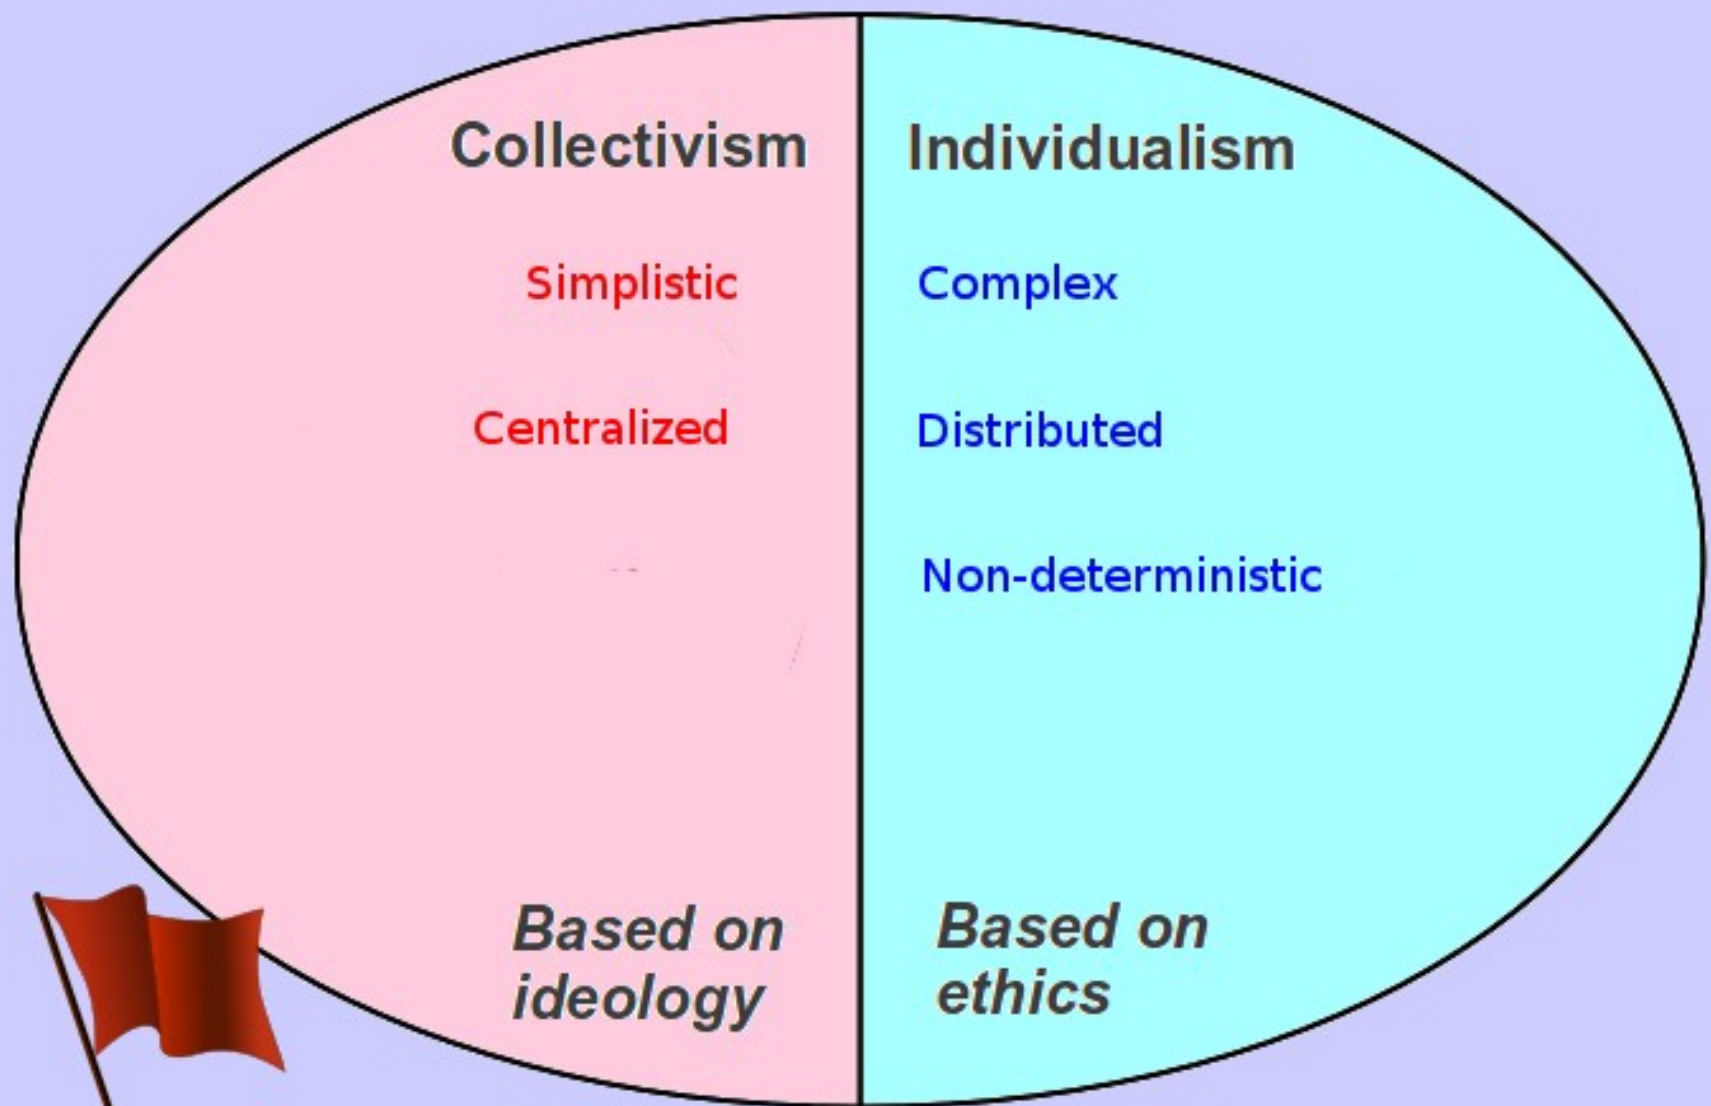 Collectivism
Individualism
Simplistic
Complex
Centralized
Distributed
Non-deterministic
Based on
ideology
Based on
ethics